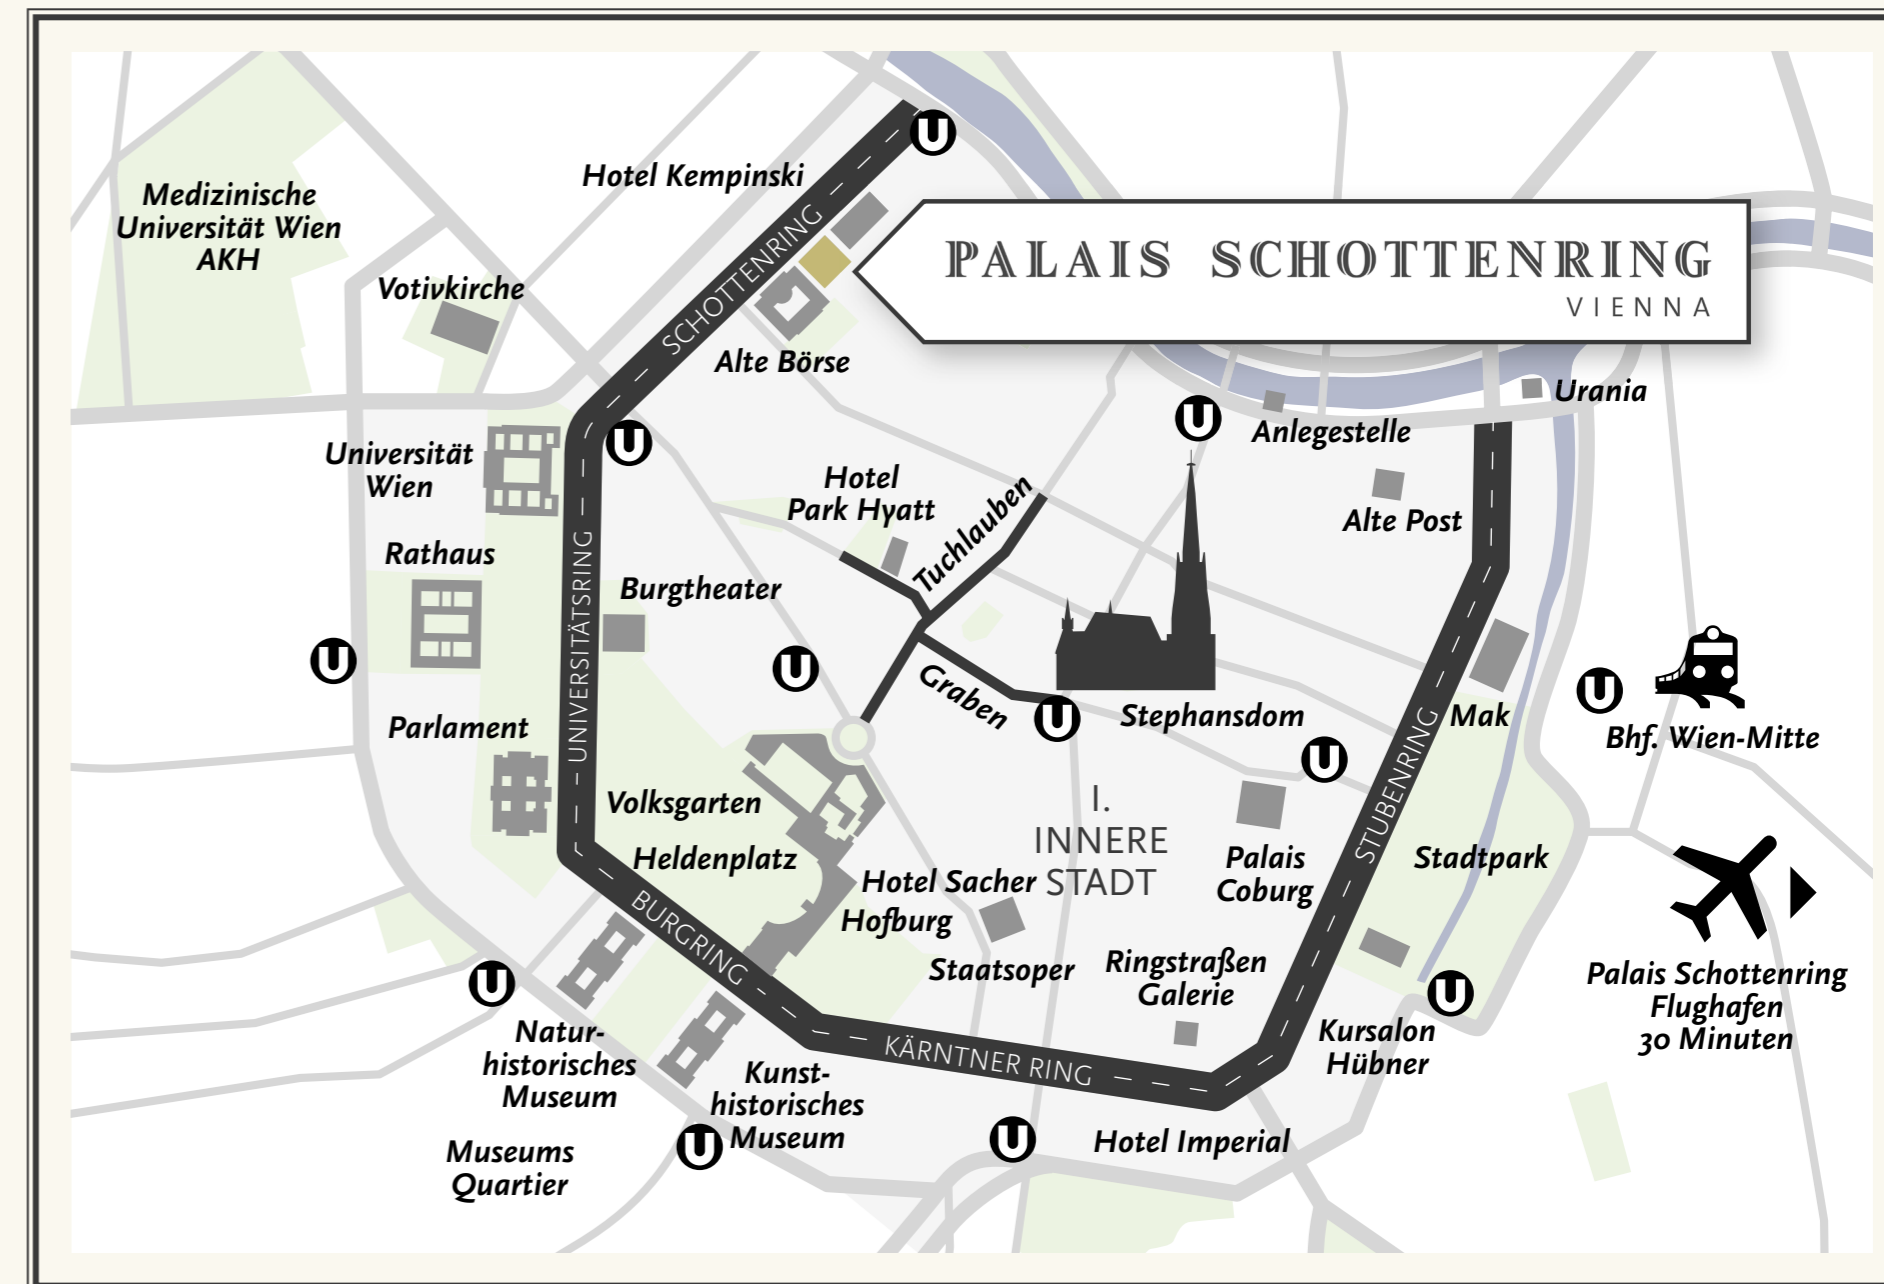 Hotel Kempinski
Medizinische
Universität Wien
AKH
PALAIS SCHOTTENRING
VIENNA
SCHOTTENRING
Votivkirche
Alte Börse
Urania
Anlegestelle
Universität
Wien
Hotel
Park Hyatt
Tuchlauben
Alte Post
Rathaus
UNIVERSITÄTSRING
Burgtheater
Graben
Stephansdom
Mak
Bhf. Wien-Mitte
Parlament
STUBENRING
Volksgarten
I.
INNERE
STADT
Heldenplatz
Palais
Coburg
Stadtpark
Hotel Sacher
Hofburg
BURGRING
Staatsoper
Ringstraßen
Galerie
Palais Schottenring
Flughafen
30 Minuten
Natur-
historisches
Museum
KÄRNTNER RING
Kursalon
Hübner
Kunst-
historisches
Museum
Museums
Quartier
Hotel Imperial
U
U
U
U
U
U
U
U
U
U
U
U